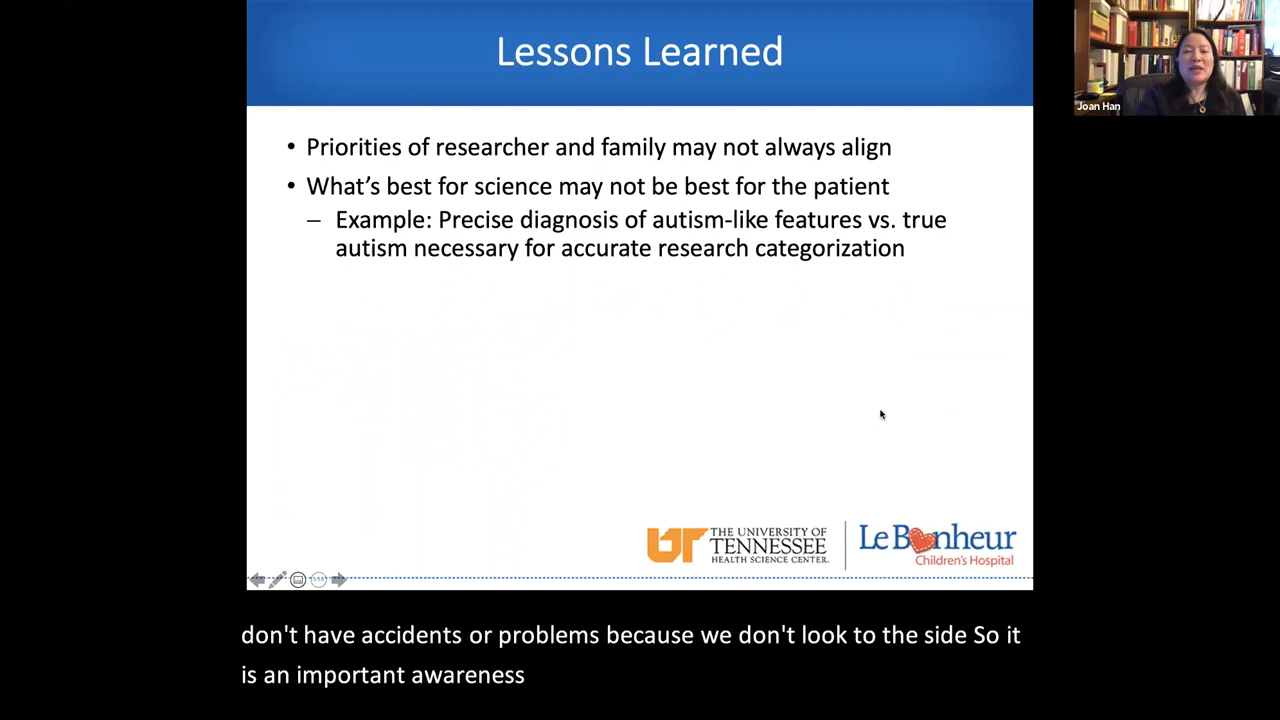 Lessons Learned
Joan Han
• Priorities of researcher and family may not always align
• What's best for science may not be best for the patient
– Example: Precise diagnosis of autism-like features vs. true
autism necessary for accurate research categorization
UT THE UNIVERSITY OF
TENNESSEE
HEALTH SCIENCE CENTER.
Le Bonheur
Children's Hospital
don't have accidents or problems because we don't look to the side So it
is an important awareness